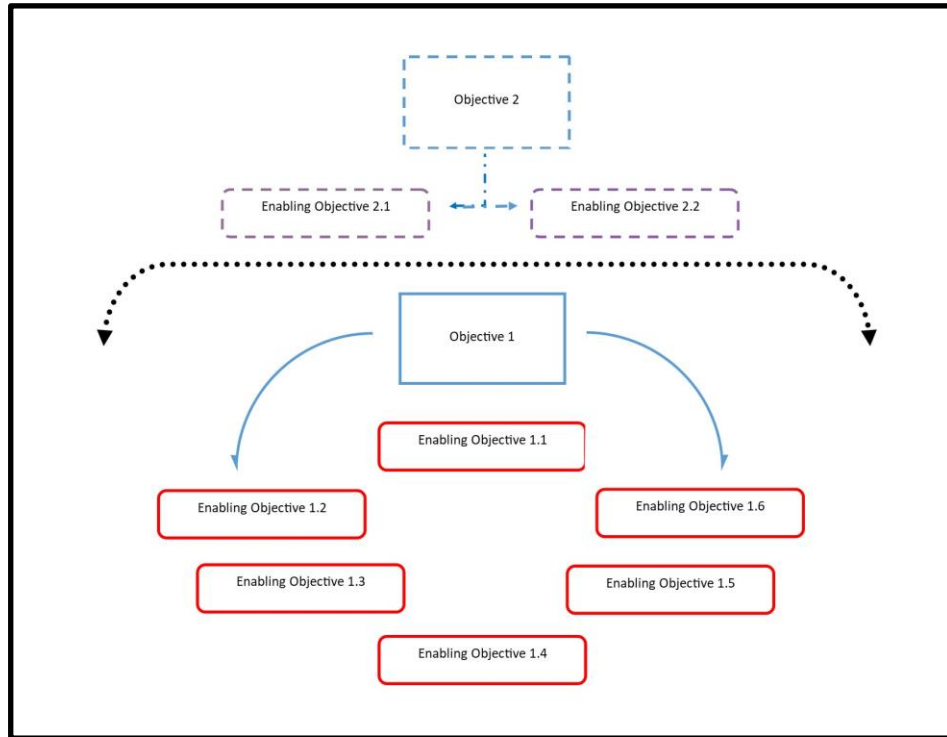 Objective 2
Enabling Objective 2.1
Enabling Objective 2.2
Objective 1
Enabling Objective 1.1
Enabling Objective 1.2
Enabling Objective 1.6
Enabling Objective 1.3
Enabling Objective 1.5
Enabling Objective 1.4